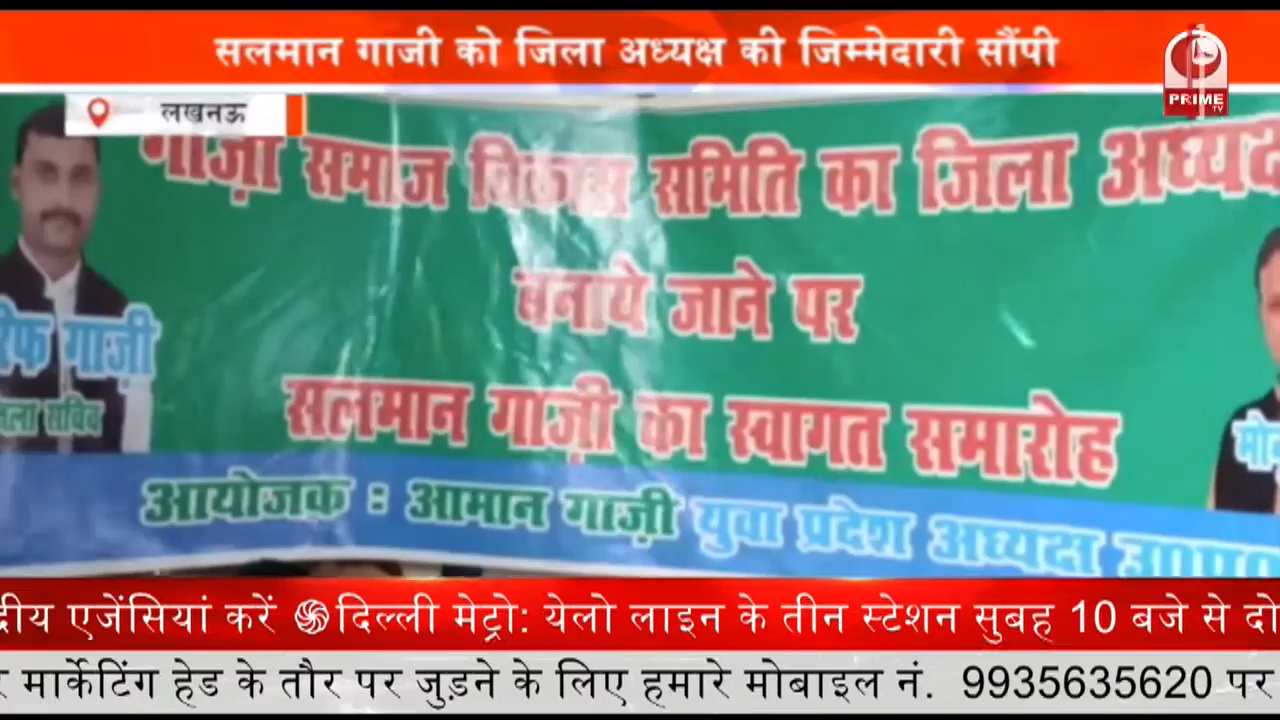 सलमान गाजी को जिला अध्यक्ष की जिम्मेदारी सौंपी
PRIME
TV
लखनऊ
गाज़ी समाज विकास समिति का जिला
बनाये जाने पर
सलमान गाज़ी का स्वागत समारोह
गाज़ी
सचिव
आयोजक : आमान गाज़ी युवा प्रदेश अध्यक्ष
एजेंसियां करें दिल्ली मेट्रो: येलो लाइन के तीन स्टेशन सुबह 10 बजे से
मार्केटिंग हेड के तौर पर जुड़ने के लिए हमारे मोबाइल नं. 9935635620 पर